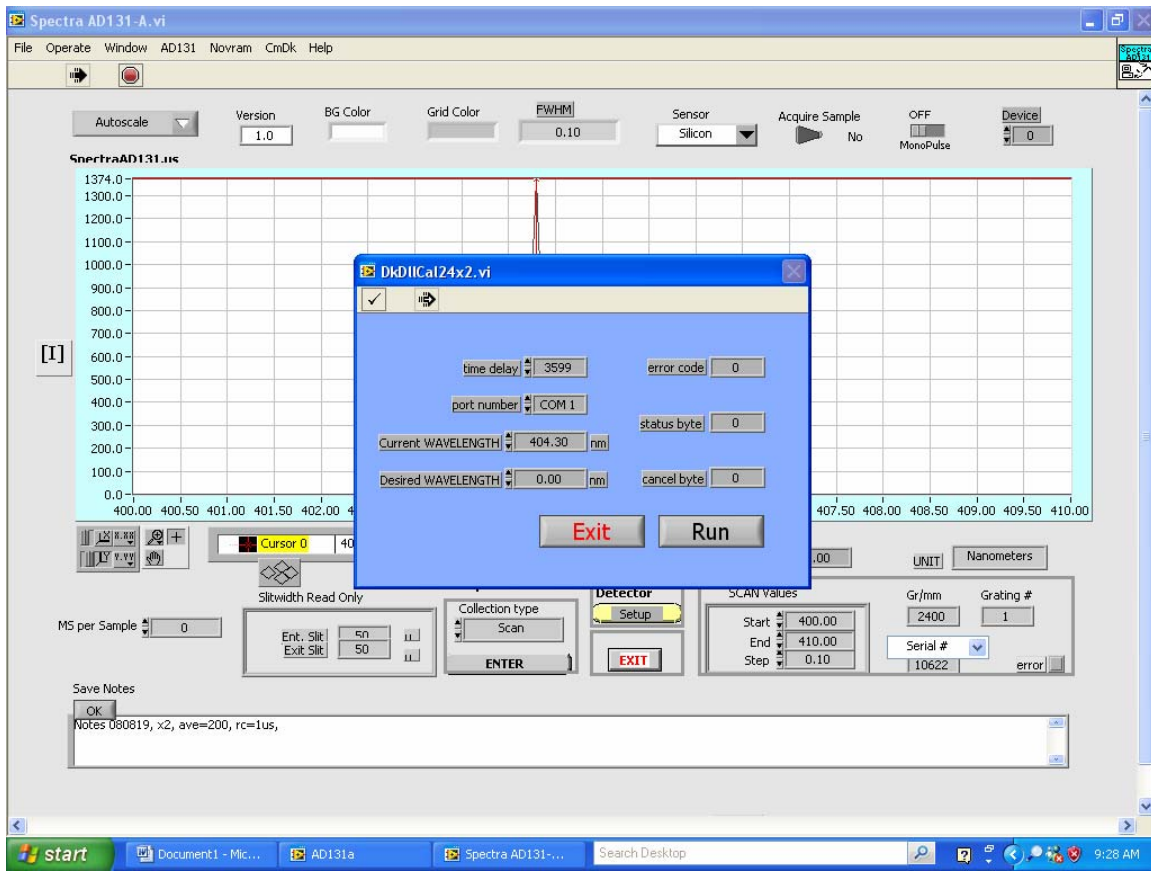 Spectra AD131-A.vi
File Operate Window AD131 Novram CmDk Help
Spectra
AD131
Autoscale
Version
1.0
BG Color
Grid Color
FWHM
0.10
Sensor
Silicon
Acquire Sample
No
OFF
MonoPulse
Device
0
SpectraAD131.us
1374.0
1300.0
1200.0
1100.0
1000.0
900.0
800.0
700.0
600.0
500.0
400.0
300.0
200.0
100.0
0.0
[I]
400.00 400.50 401.00 401.50 402.00 4
407.50 408.00 408.50 409.00 409.50 410.00
DkDllCal24x2.vi
time delay 3599
error code 0
port number COM 1
status byte 0
Current WAVELENGTH 404.30 nm
Desired WAVELENGTH 0.00 nm
cancel byte 0
Exit
Run
X X.XX
Y Y.YY
Cursor 0
40
.00
UNIT
Nanometers
MS per Sample 0
Slitwidth Read Only
Ent. Slit 50 u
Exit Slit 50 u
Collection type
Scan
ENTER
Detector
Setup
EXIT
SCAN Values
Start 400.00
End 410.00
Step 0.10
Gr/mm
2400
Grating #
1
Serial #
10622
error
Save Notes
OK
Notes 080819, x2, ave=200, rc=1us,
start
Document1 - Mic...
AD131a
Spectra AD131-...
Search Desktop
9:28 AM